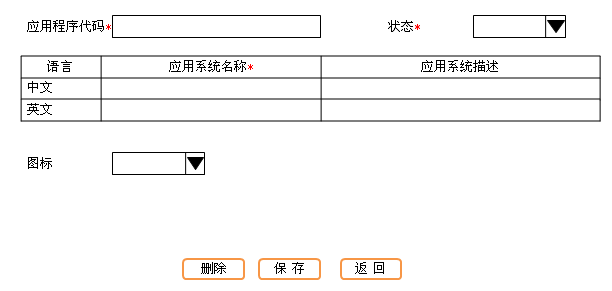 应用程序代码* 状态*
语言 应用系统名称* 应用系统描述
中文
英文
图标
删除 保存 返回